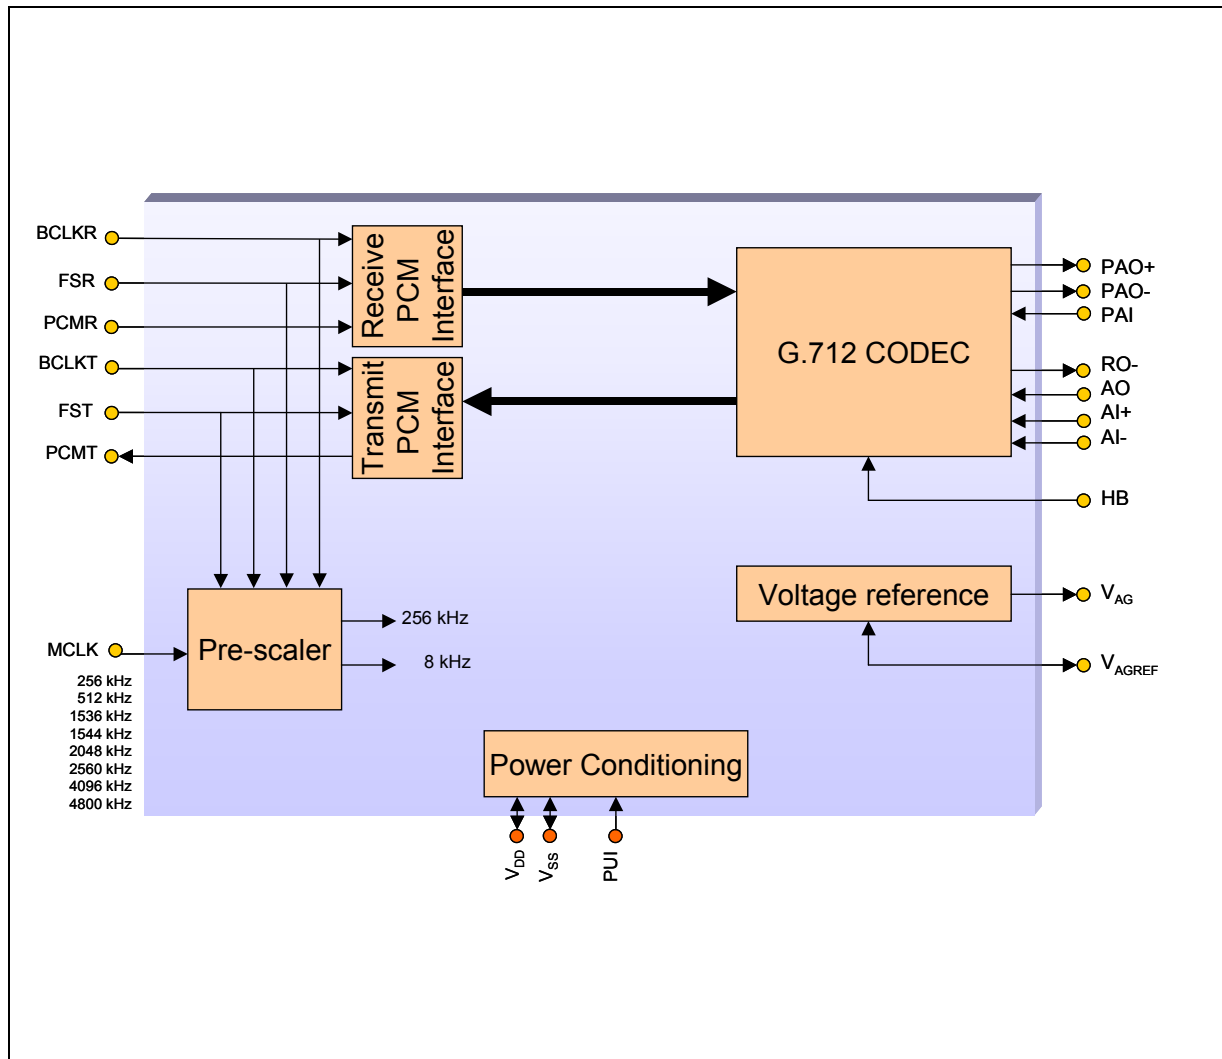 BCLKR
FSR
PCMR
BCLKT
FST
PCMT
Receive
PCM
Interface
Transmit
PCM
Interface
G.712 CODEC
PAO+
PAO-
PAI
RO-
AO
AI+
AI-
HB
Voltage reference
VAG
VAGREF
MCLK
256 kHz
512 kHz
1536 kHz
1544 kHz
2048 kHz
2560 kHz
4096 kHz
4800 kHz
Pre-scaler
256 kHz
8 kHz
Power Conditioning
VDD
VSS
PUI